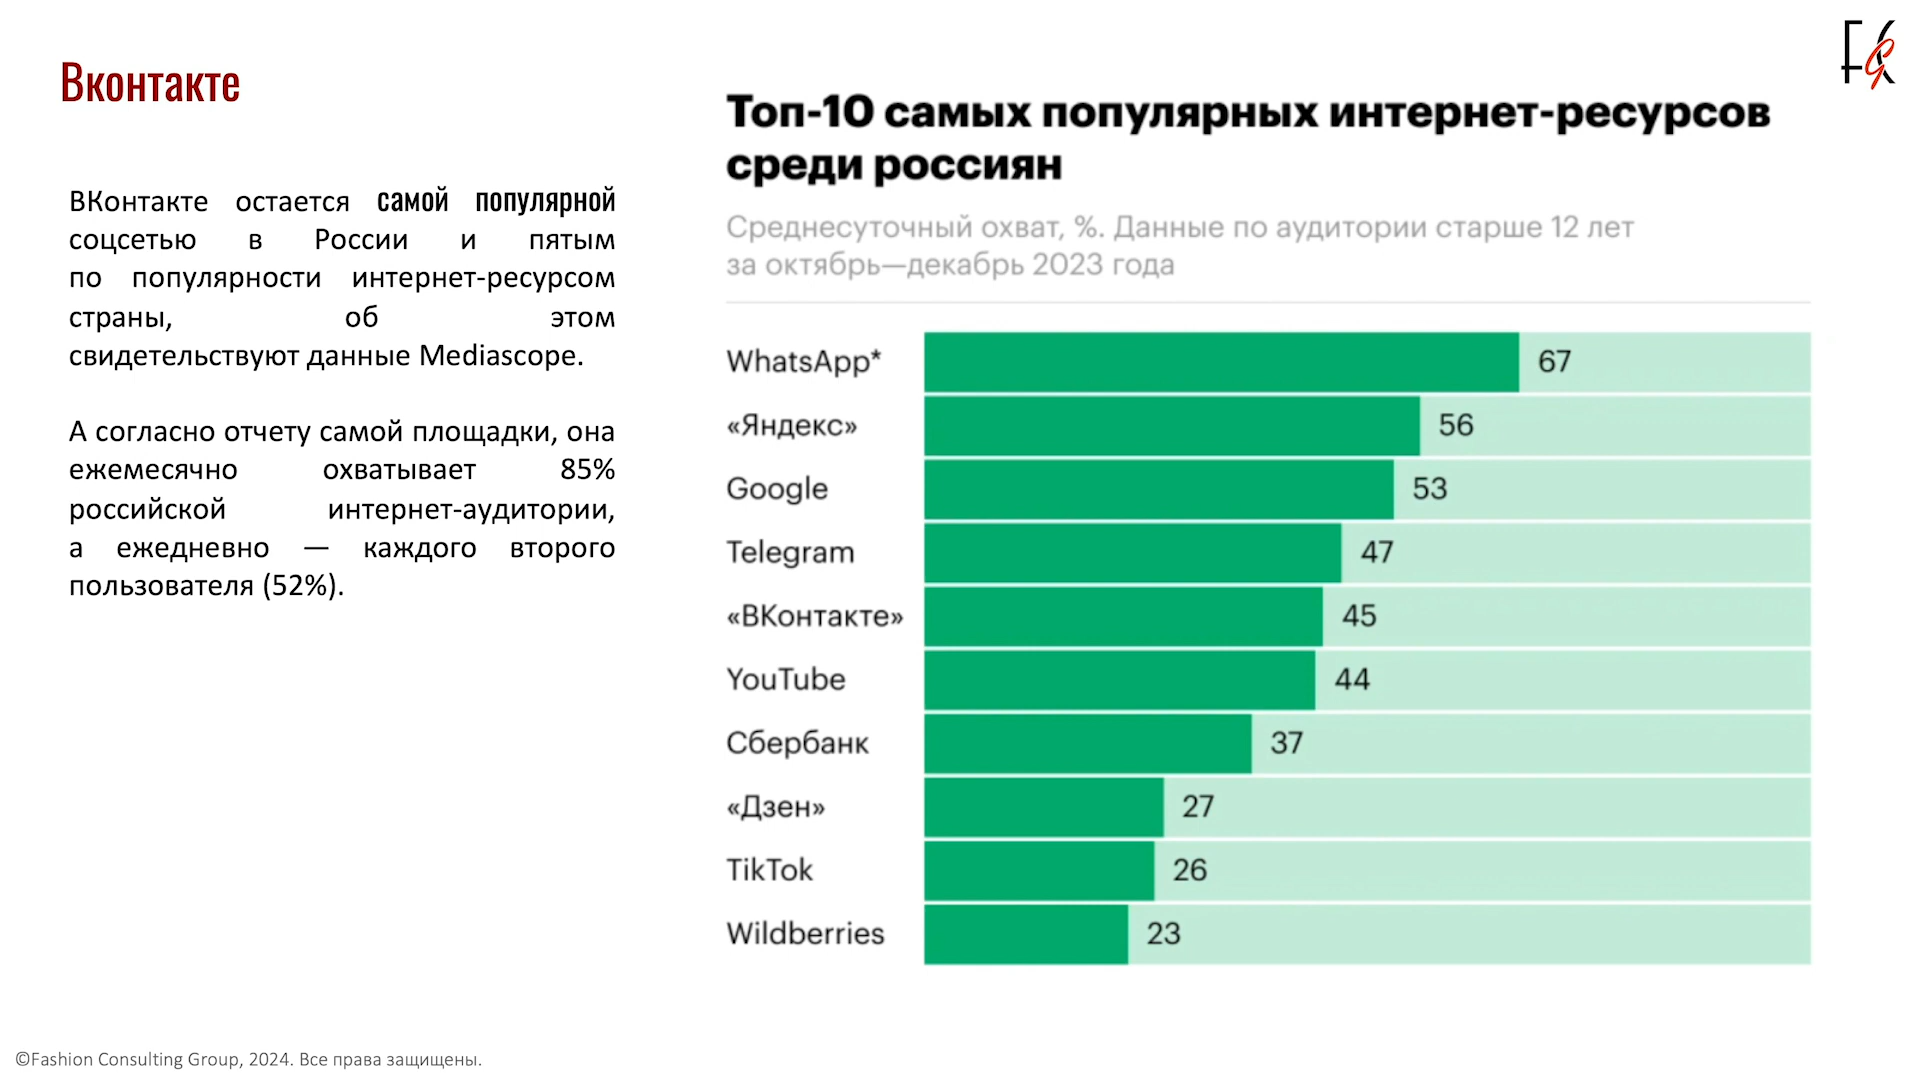 Вконтакте
ВКонтакте остается самой популярной
соцсетью в России и пятым
по популярности интернет-ресурсом
страны, об этом
свидетельствуют данные Mediascope.
А согласно отчету самой площадки, она
ежемесячно охватывает 85%
российской интернет-аудитории,
а ежедневно — каждого второго
пользователя (52%).
FCG
Топ-10 самых популярных интернет-ресурсов
среди россиян
Среднесуточный охват, %. Данные по аудитории старше 12 лет
за октябрь—декабрь 2023 года
WhatsApp* 67
«Яндекс» 56
Google 53
Telegram 47
«ВКонтакте» 45
YouTube 44
Сбербанк 37
«Дзен» 27
TikTok 26
Wildberries 23
©Fashion Consulting Group, 2024. Все права защищены.